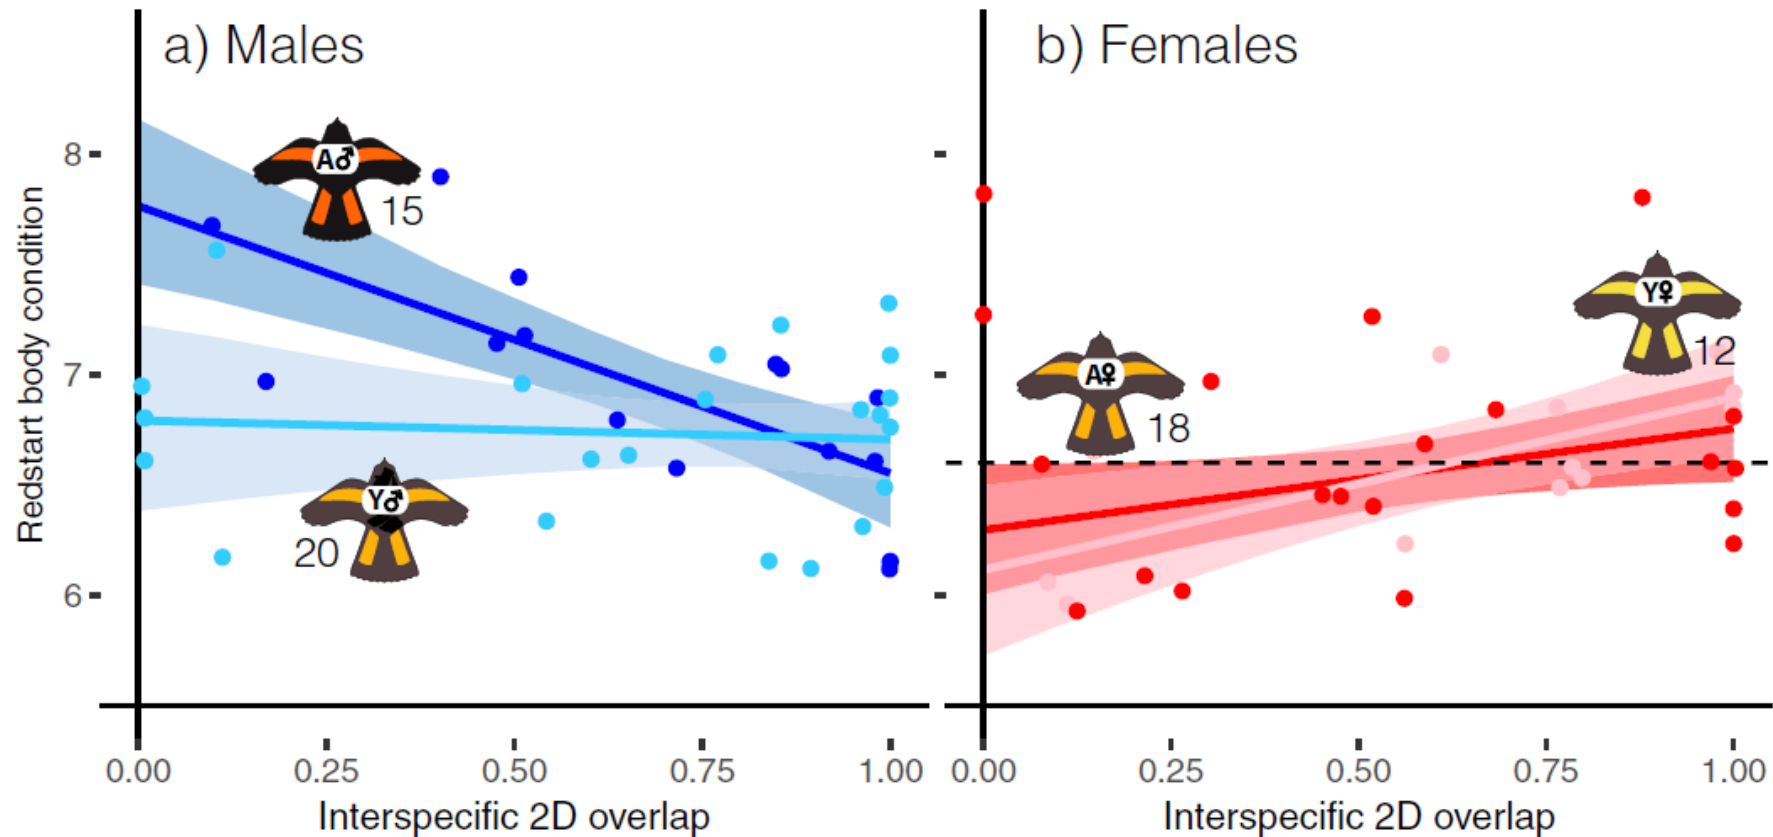 a) Males
b) Females
Redstart body condition
8
7
6
A♂
15
Y♂
20
A♀
18
Y♀
12
0.00 0.25 0.50 0.75 1.00
0.00 0.25 0.50 0.75 1.00
Interspecific 2D overlap
Interspecific 2D overlap